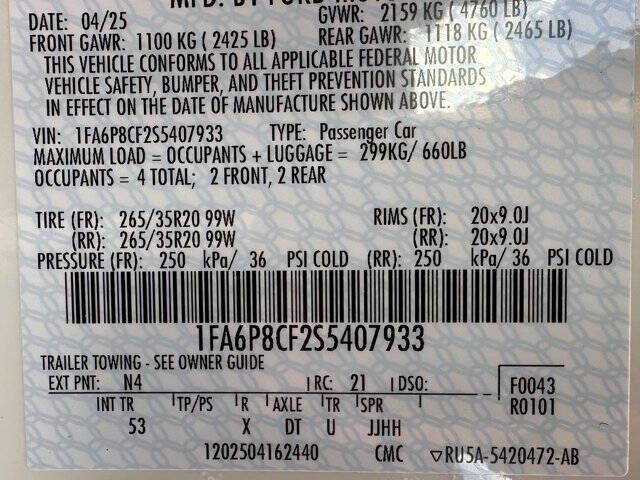 MFD. BY FORD MOTOR
DATE: 04/25 GVWR: 2159 KG ( 4760 LB)
FRONT GAWR: 1100 KG ( 2425 LB) REAR GAWR: 1118 KG ( 2465 LB)
THIS VEHICLE CONFORMS TO ALL APPLICABLE FEDERAL MOTOR
VEHICLE SAFETY, BUMPER, AND THEFT PREVENTION STANDARDS
IN EFFECT ON THE DATE OF MANUFACTURE SHOWN ABOVE.
VIN: 1FA6P8CF2S5407933 TYPE: Passenger Car
MAXIMUM LOAD = OCCUPANTS + LUGGAGE = 299KG/ 660LB
OCCUPANTS = 4 TOTAL; 2 FRONT, 2 REAR
TIRE (FR): 265/35R20 99W RIMS (FR): 20x9.0J
(RR): 265/35R20 99W (RR): 20x9.0J
PRESSURE (FR): 250 kPa/ 36 PSI COLD (RR): 250 kPa/ 36 PSI COLD
1FA6P8CF2S5407933
TRAILER TOWING - SEE OWNER GUIDE
EXT PNT: N4 RC: 21 DSO: F0043
INT TR TP/PS R AXLE TR SPR R0101
53 X DT U JJHH
1202504162440 CMC ▽RU5A-5420472-AB